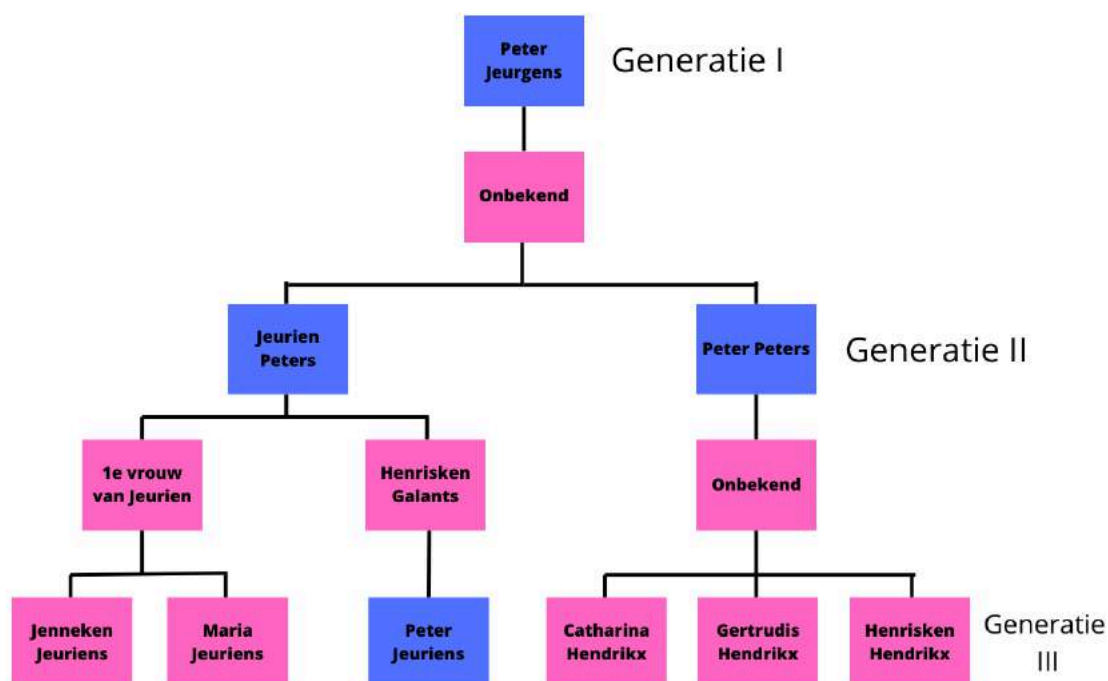 Peter
Jeurgens
Generatie I
Onbekend
Jeurien
Peters
Peter Peters
Generatie II
1e vrouw
van Jeurien
Henrisken
Galants
Onbekend
Jenneken
Jeuriens
Maria
Jeuriens
Peter
Jeuriens
Catharina
Hendrikx
Gertrudis
Hendrikx
Henrisken
Hendrikx
Generatie
III